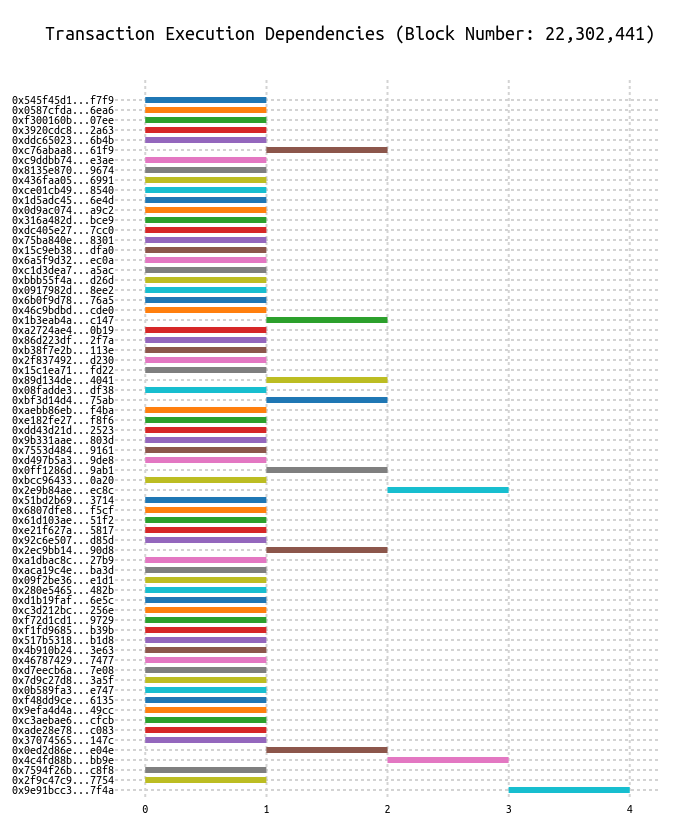 Transaction Execution Dependencies (Block Number: 22,302,441)
0x545f45d1...f7f9
0x0587cfda...6ea6
0xf300160b...07ee
0x3920cdc8...2a63
0xddc65023...6b4b
0xc76abaa8...61f9
0xc9ddbb74...e3ae
0x8135e870...9674
0x436faa05...6991
0xce01cb49...8540
0x1d5adc45...6e4d
0x0d9ac074...a9c2
0x316a482d...bce9
0xdc405e27...7cc0
0x75ba840e...8301
0x15c9eb38...dfa0
0x6a5f9d32...ec0a
0xc1d3dea7...a5ac
0xbbb55f4a...d26d
0x0917982d...8ee2
0x6b0f9d78...76a5
0x46c9bdbd...cde0
0x1b3eab4a...c147
0xa2724ae4...0b19
0x86d223df...2f7a
0xb38f7e2b...113e
0x2f837492...d230
0x15c1ea71...fd22
0x89d134de...4041
0x08fadde3...df38
0xbf3d14d4...75ab
0xaebb86eb...f4ba
0xe182fe27...f8f6
0xdd43d21d...2523
0x9b331aae...803d
0x7553d484...9161
0xd497b5a3...9de8
0x0ff1286d...9ab1
0xbcc96433...0a20
0x2e9b84ae...ec8c
0x51bd2b69...3714
0x6807dfe8...f5cf
0x61d103ae...51f2
0xe21f627a...5817
0x92c6e507...d85d
0x2ec9bb14...90d8
0xa1dbac8c...27b9
0xaca19c4e...ba3d
0x09f2be36...e1d1
0x280e5465...482b
0xd1b19faf...6e5c
0xc3d212bc...256e
0xf72d1cd1...9729
0xf1fd9685...b39b
0x517b5318...b1d8
0x4b910b24...3e63
0x46787429...7477
0xd7eecb6a...7e08
0x7d9c27d8...3a5f
0x0b589fa3...e747
0xf48dd9ce...6135
0x9efa4d4a...49cc
0xc3aebae6...cfcb
0xade28e78...c083
0x37074565...147c
0x0ed2d86e...e04e
0x4c4fd88b...bb9e
0x7594f26b...c8f8
0x2f9c47c9...7754
0x9e91bcc3...7f4a
0 1 2 3 4